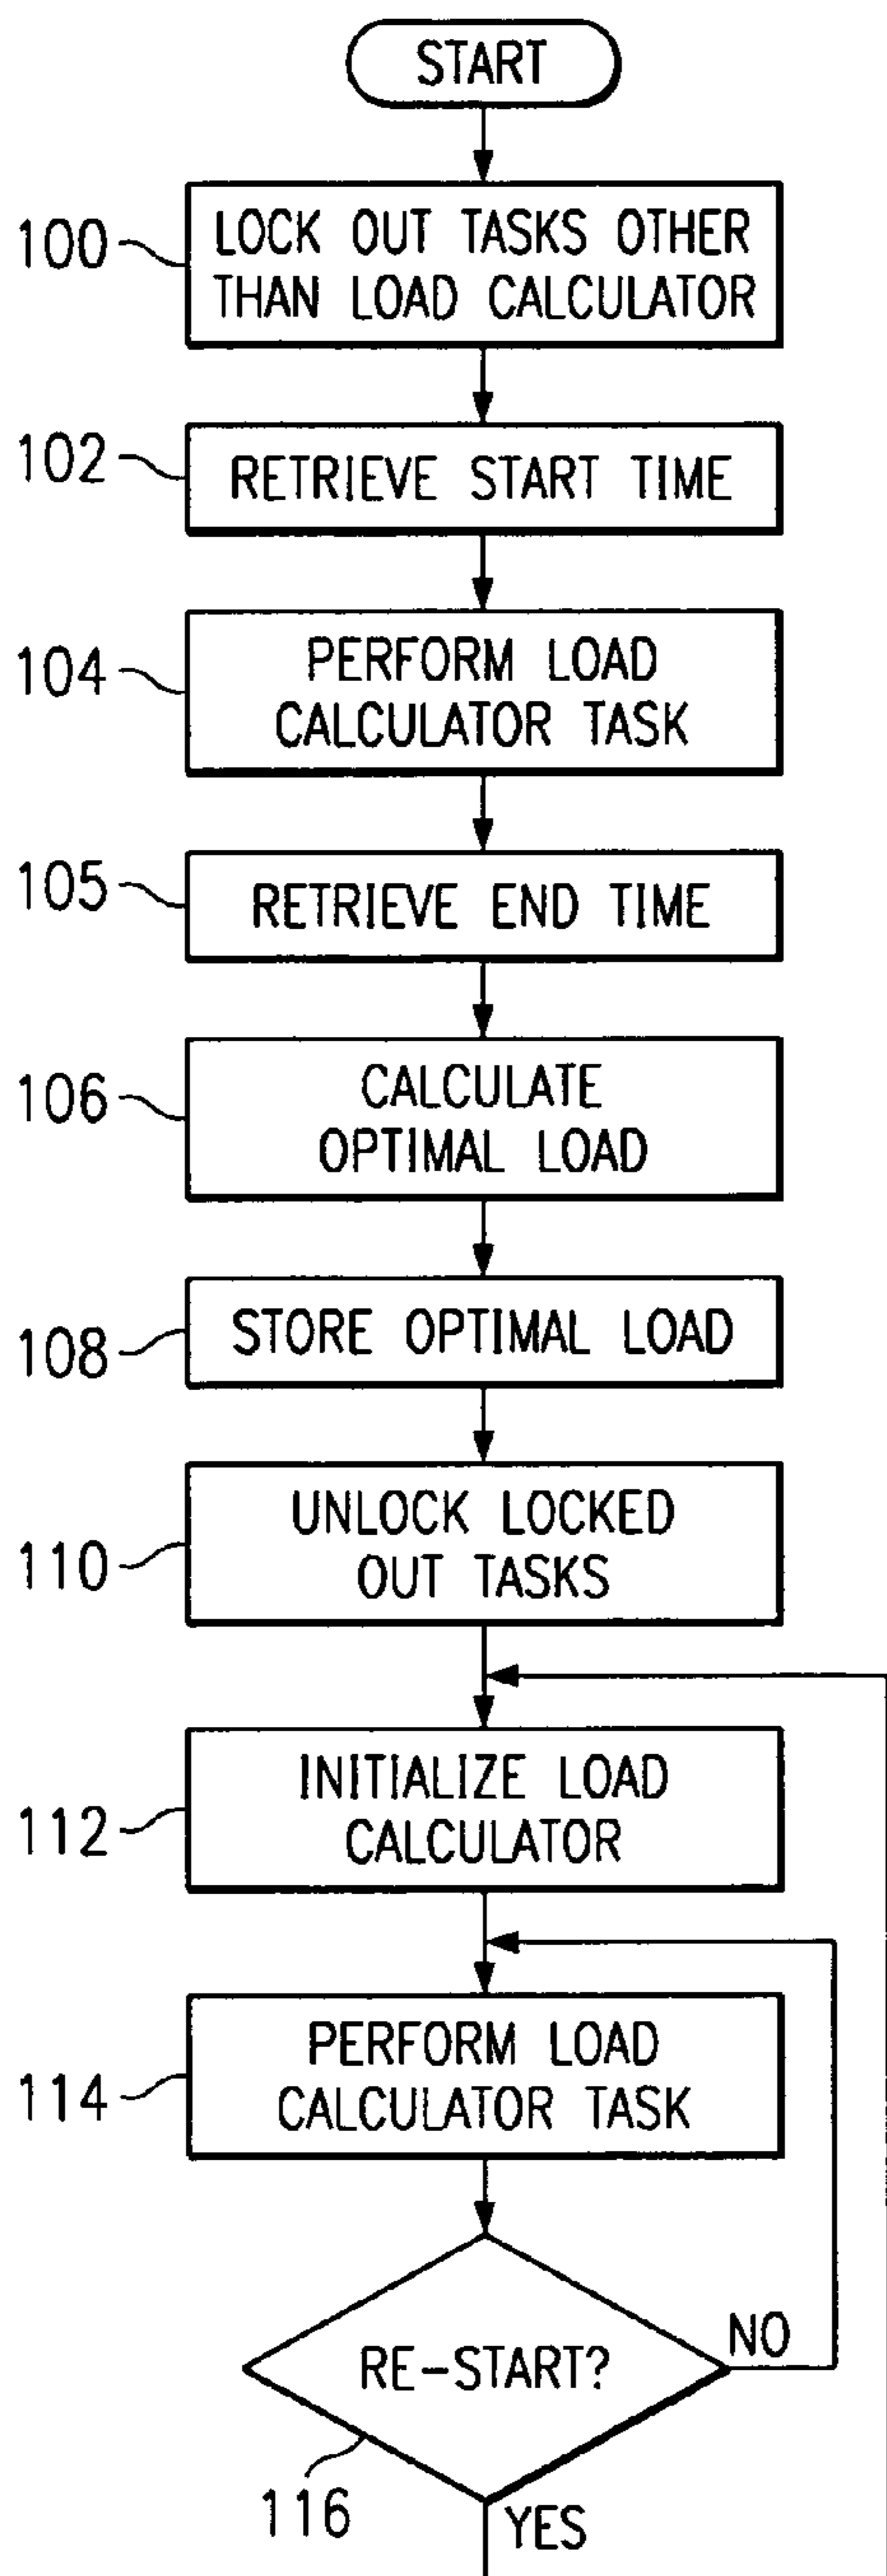 START
100
LOCK OUT TASKS OTHER
THAN LOAD CALCULATOR
102
RETRIEVE START TIME
104
PERFORM LOAD
CALCULATOR TASK
105
RETRIEVE END TIME
106
CALCULATE
OPTIMAL LOAD
108
STORE OPTIMAL LOAD
110
UNLOCK LOCKED
OUT TASKS
112
INITIALIZE LOAD
CALCULATOR
114
PERFORM LOAD
CALCULATOR TASK
RE-START?
NO
116
YES